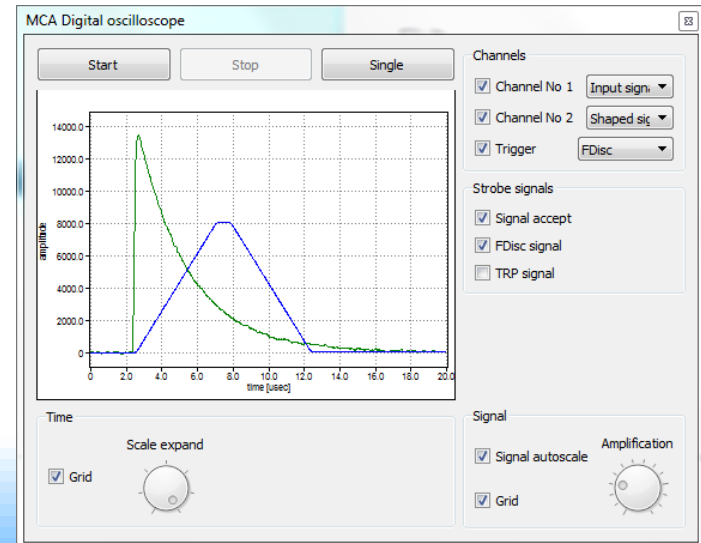 MCA Digital oscilloscope
Start Stop Single
14000.0
12000.0
10000.0
8000.0
6000.0
4000.0
2000.0
0
amplitude
0 2.0 4.0 6.0 8.0 10.0 12.0 14.0 16.0 18.0 20.0
time [usec]
Channels
Channel No 1 Input sign
Channel No 2 Shaped sig
Trigger FDisc
Strobe signals
Signal accept
FDisc signal
TRP signal
Time
Scale expand
Grid
Signal
Signal autoscale Amplification
Grid